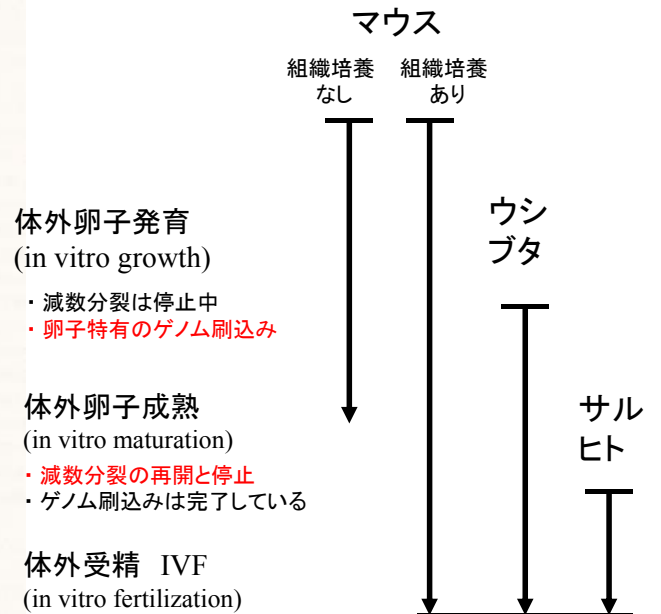 マウス
組織培養
なし
組織培養
あり
ウシ
ブタ
体外卵子発育
(in vitro growth)
・減数分裂は停止中
・卵子特有のゲノム刷込み
サル
ヒト
体外卵子成熟
(in vitro maturation)
・減数分裂の再開と停止
・ゲノム刷込みは完了している
体外受精 IVF
(in vitro fertilization)